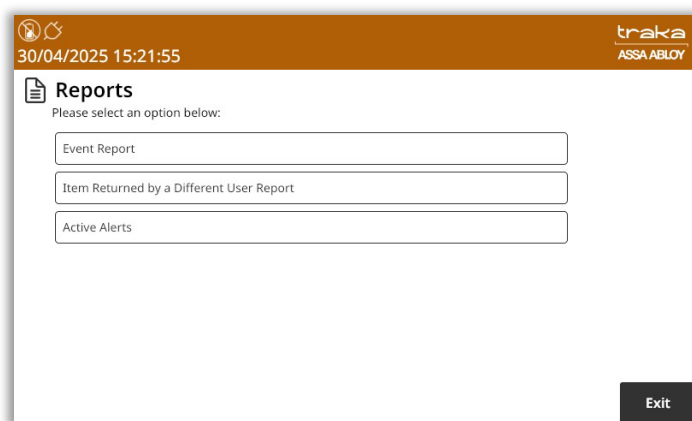 traka
30/04/2025 15:21:55
ASSA ABLOY
Reports
Please select an option below:
Event Report
Item Returned by a Different User Report
Active Alerts
Exit